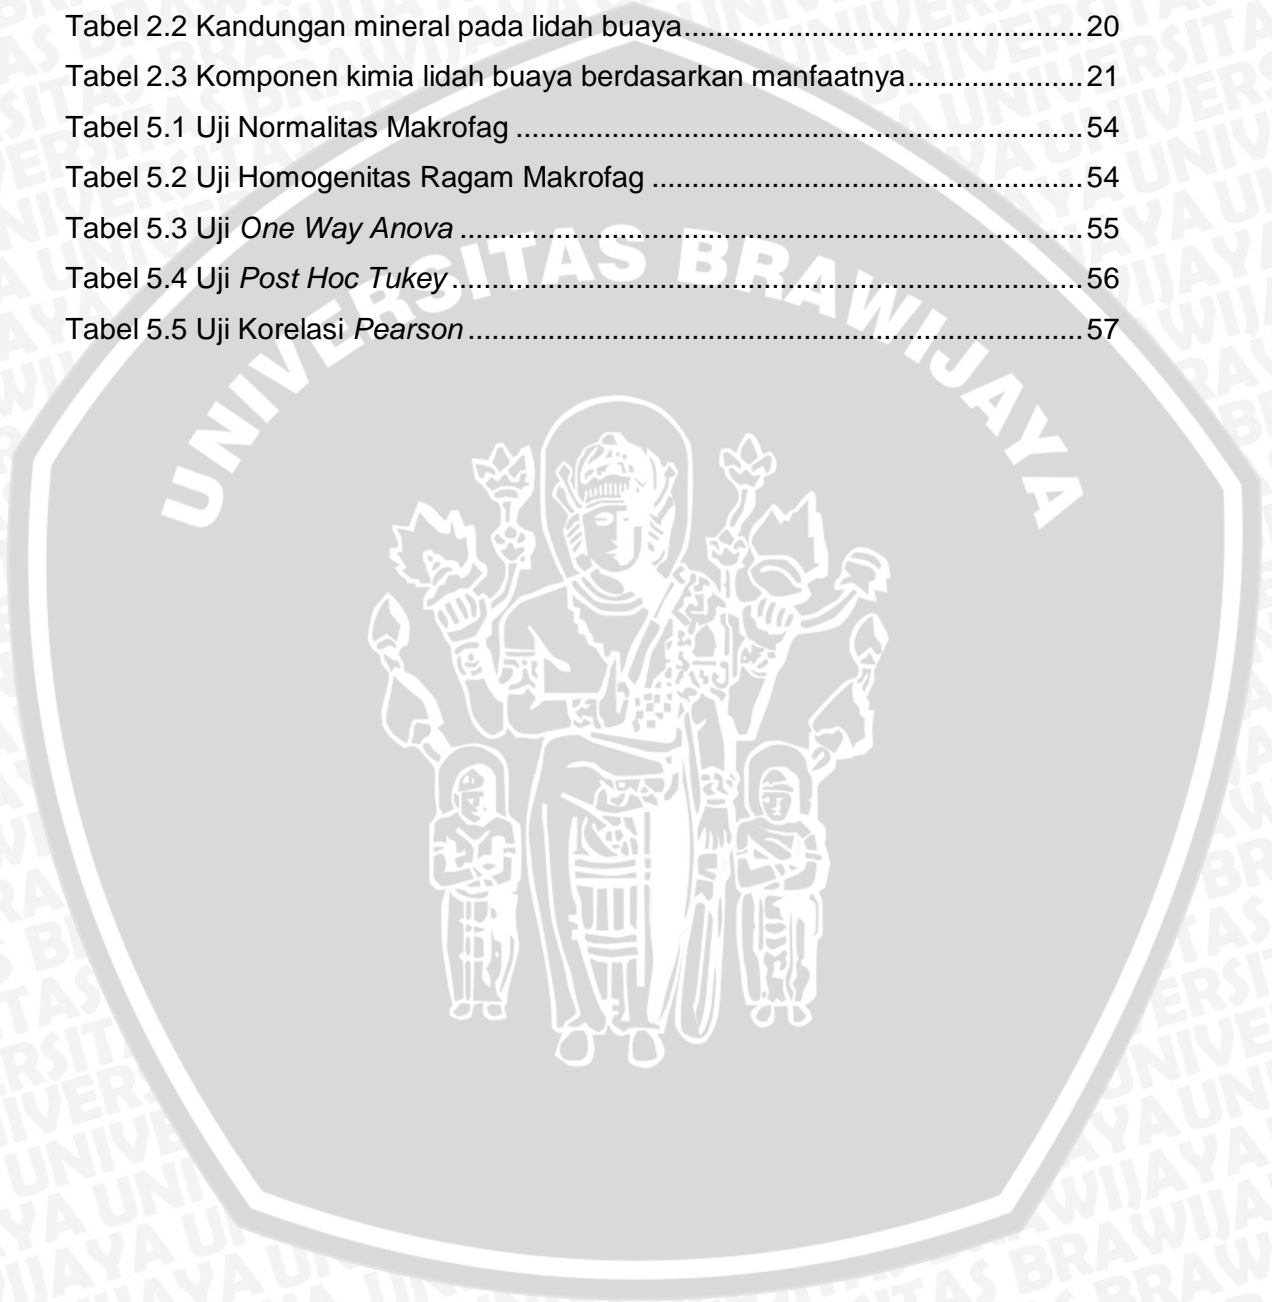 Tabel 2.2 Kandungan mineral pada lidah buaya.................................................20
Tabel 2.3 Komponen kimia lidah buaya berdasarkan manfaatnya......................21
Tabel 5.1 Uji Normalitas Makrofag ......................................................................54
Tabel 5.2 Uji Homogenitas Ragam Makrofag .....................................................54
Tabel 5.3 Uji One Way Anova .............................................................................55
Tabel 5.4 Uji Post Hoc Tukey ..............................................................................56
Tabel 5.5 Uji Korelasi Pearson ............................................................................57
UNIVERSITAS BRAWIJAYA